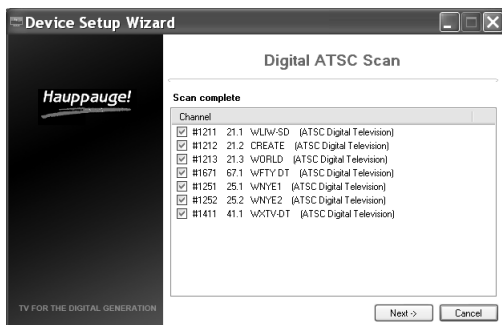 Device Setup Wizard
Digital ATSC Scan
Hauppauge!
Scan complete
Channel
#1211 21.1 WLIW-SD (ATSC Digital Television)
#1212 21.2 CREATE (ATSC Digital Television)
#1213 21.3 WORLD (ATSC Digital Television)
#1671 67.1 WFTY DT (ATSC Digital Television)
#1251 25.1 WNYE1 (ATSC Digital Television)
#1252 25.2 WNYE2 (ATSC Digital Television)
#1411 41.1 WXTV-DT (ATSC Digital Television)
TV FOR THE DIGITAL GENERATION
Next -> Cancel